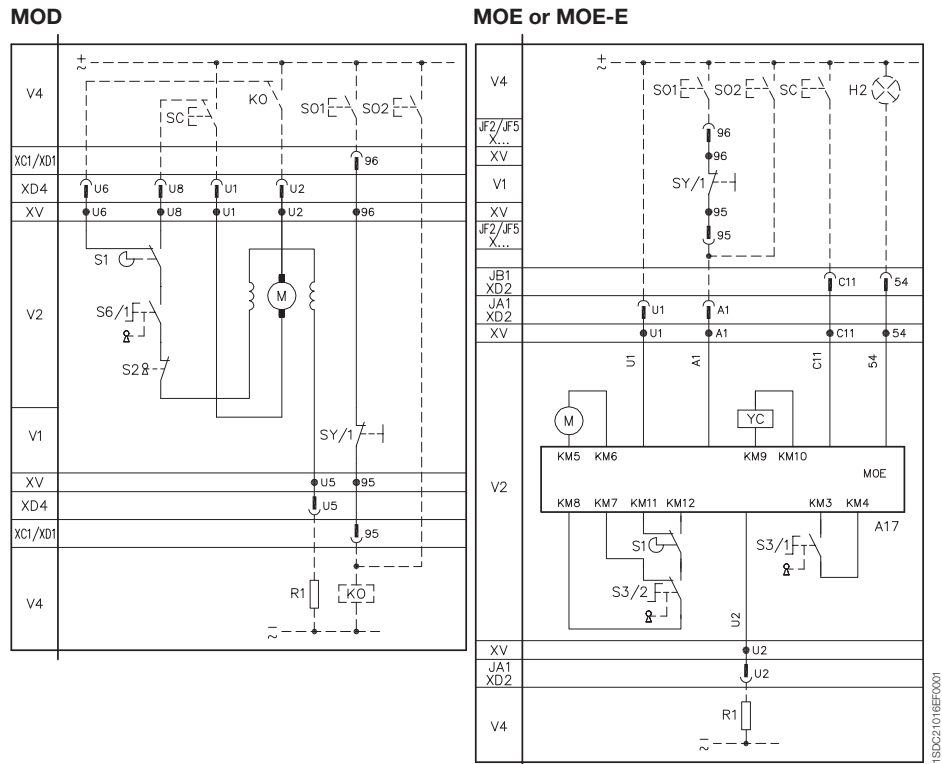 MOD
V4
SC
KO
SO1
SO2
XC1/XD1
96
XD4
U6
U8
U1
U2
XV
U6
U8
U1
U2
96
V2
S1
S6/1
S2
M
V1
SY/1
XV
U5
95
XD4
U5
XC1/XD1
95
V4
R1
KO
MOE or MOE-E
V4
SO1
SO2
SC
H2
JF2/JF5
X...
96
XV
96
V1
SY/1
XV
95
JF2/JF5
X...
95
JB1
XD2
C11
54
JA1
XD2
U1
A1
XV
U1
A1
C11
54
U1
A1
C11
54
M
YC
KM5
KM6
KM9
KM10
MOE
V2
KM8
KM7
KM11
KM12
KM3
KM4
A17
S1
S3/1
S3/2
U2
XV
U2
JA1
XD2
U2
V4
R1
1SDC21016EF0001